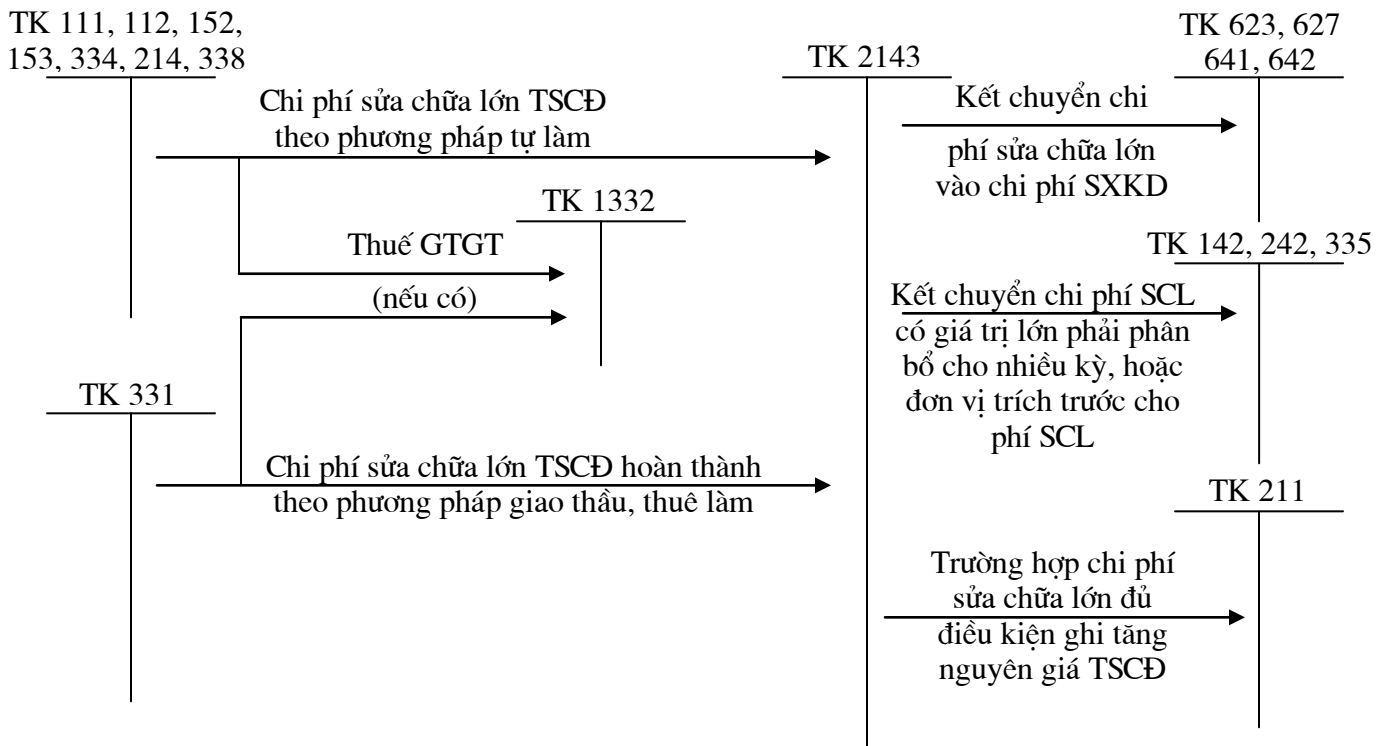 TK 111, 112, 152,
153, 334, 214, 338
Chi phí sửa chữa lớn TSCĐ
theo phương pháp tự làm
TK 1332
Thuế GTGT
(nếu có)
TK 331
Chi phí sửa chữa lớn TSCĐ hoàn thành
theo phương pháp giao thầu, thuê làm
TK 2143
TK 623, 627
641, 642
Kết chuyển chi
phí sửa chữa lớn
vào chi phí SXKD
TK 142, 242, 335
Kết chuyển chi phí SCL
có giá trị lớn phải phân
bổ cho nhiều kỳ, hoặc
đơn vị trích trước cho
phí SCL
TK 211
Trường hợp chi phí
sửa chữa lớn đủ
điều kiện ghi tăng
nguyên giá TSCĐ